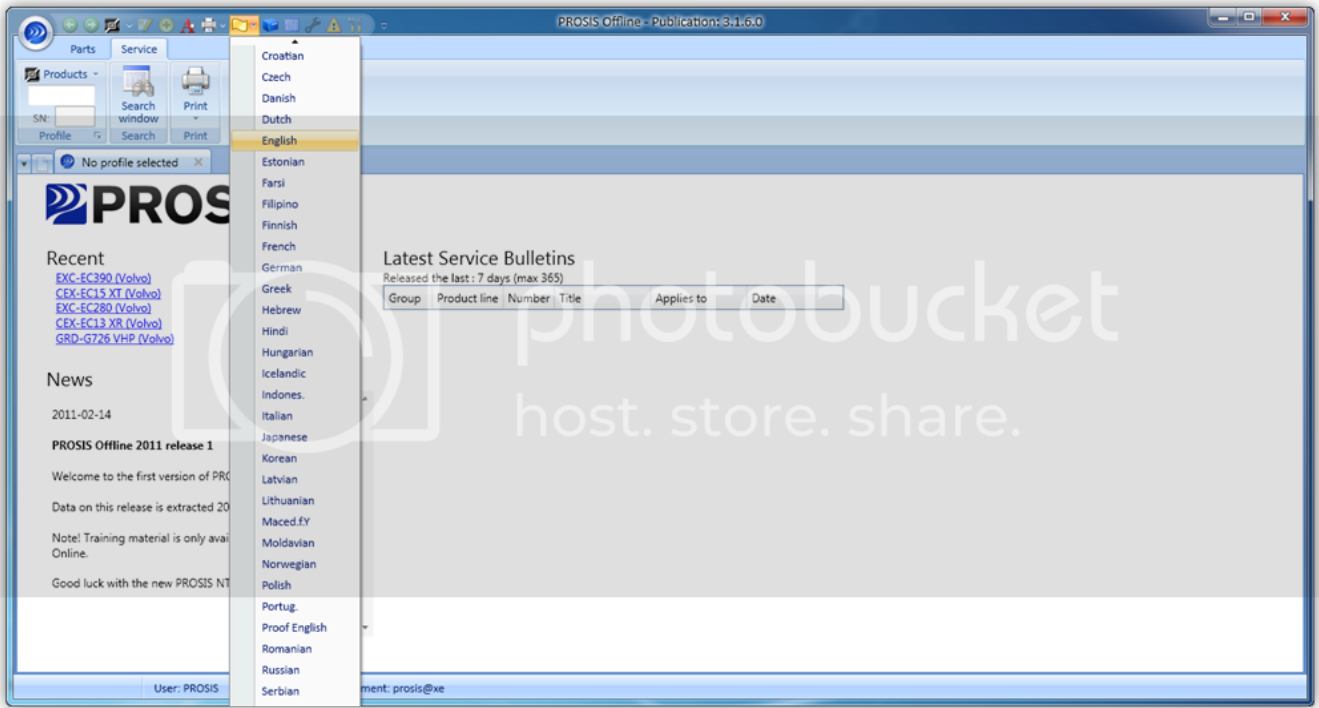 PROSIS Offline - Publication: 3.1.6.0
Parts
Service
Products
SN:
Search window
Print
Profile
Search
Print
No profile selected
PROS
Recent
EXC-EC390 (Volvo)
CEX-EC15 XT (Volvo)
EXC-EC280 (Volvo)
CEX-EC13 XR (Volvo)
GRD-G726 VHP (Volvo)
News
2011-02-14
PROSIS Offline 2011 release 1
Welcome to the first version of PRO
Data on this release is extracted 20
Note! Training material is only avai
Online.
Good luck with the new PROSIS NT
Croatian
Czech
Danish
Dutch
English
Estonian
Farsi
Filipino
Finnish
French
German
Greek
Hebrew
Hindi
Hungarian
Icelandic
Indones.
Italian
Japanese
Korean
Latvian
Lithuanian
Maced.f.Y
Moldavian
Norwegian
Polish
Portug.
Proof English
Romanian
Russian
Serbian
Latest Service Bulletins
Released the last : 7 days (max 365)
Group Product line Number Title Applies to Date
photobucket
host. store. share.
User: PROSIS
ment: prosis@xe